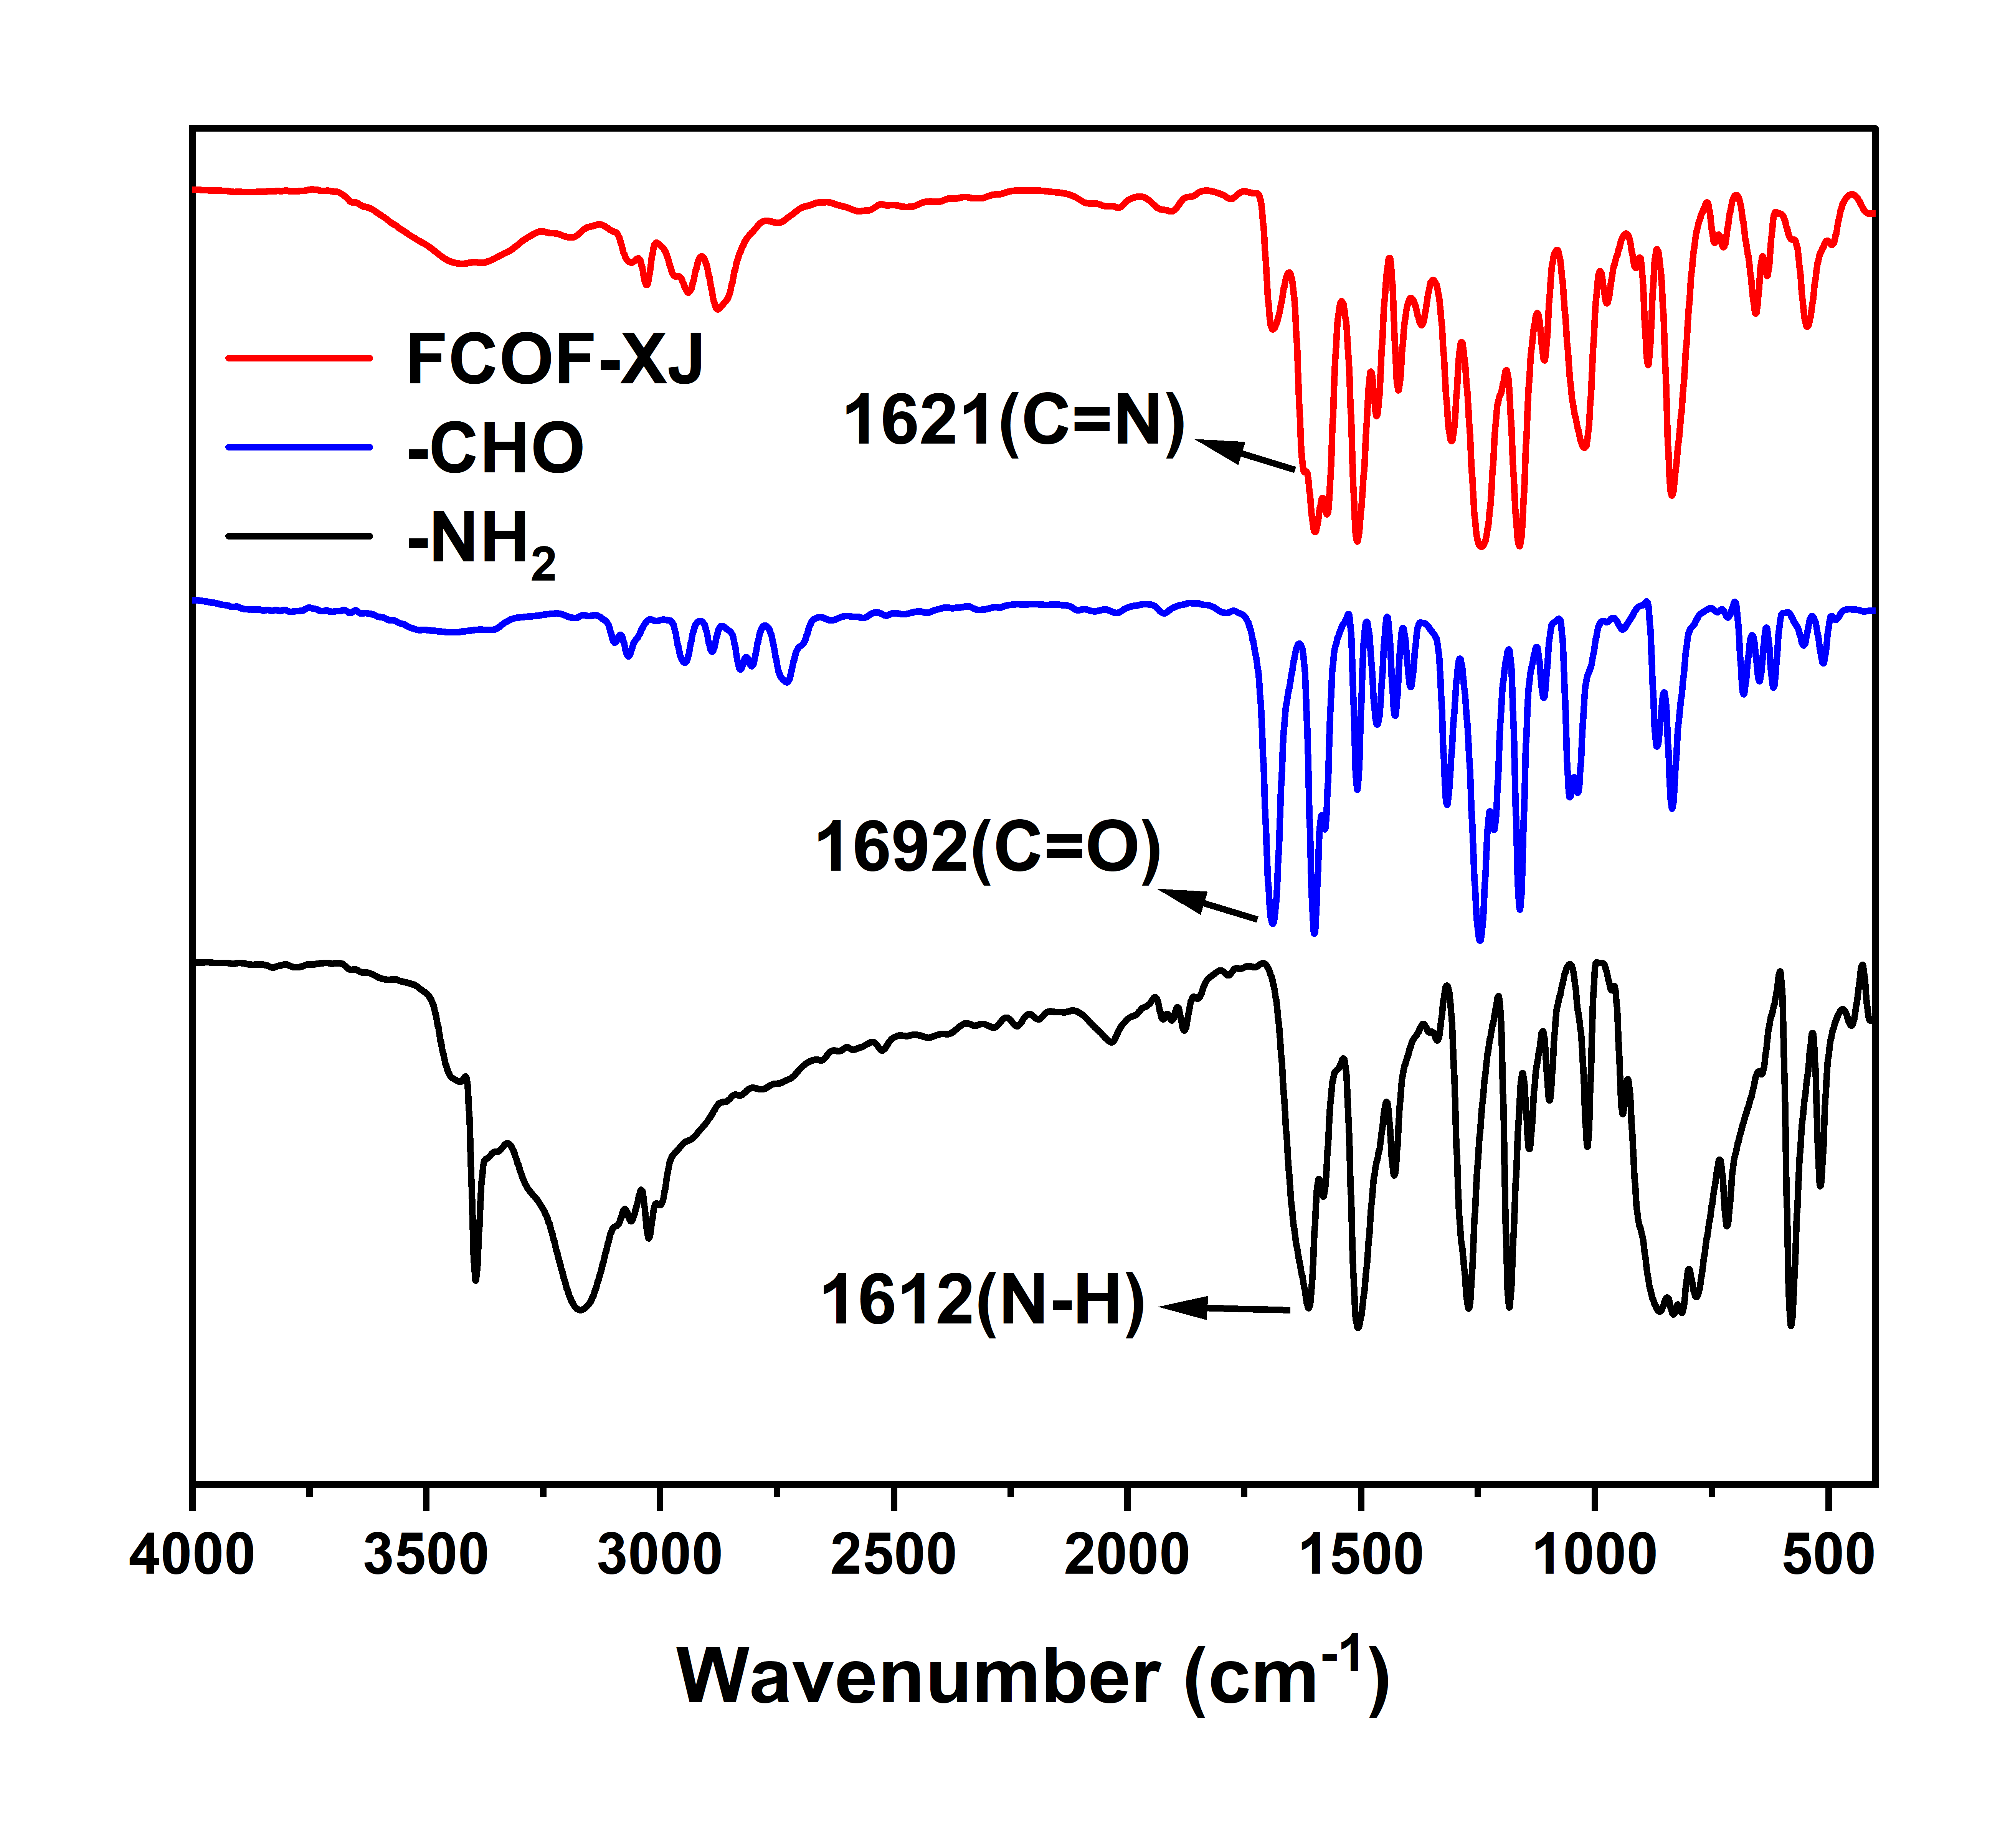 FCOF-XJ
-CHO
-NH₂
1621(C=N)
1692(C=O)
1612(N-H)
4000 3500 3000 2500 2000 1500 1000 500
Wavenumber (cm⁻¹)